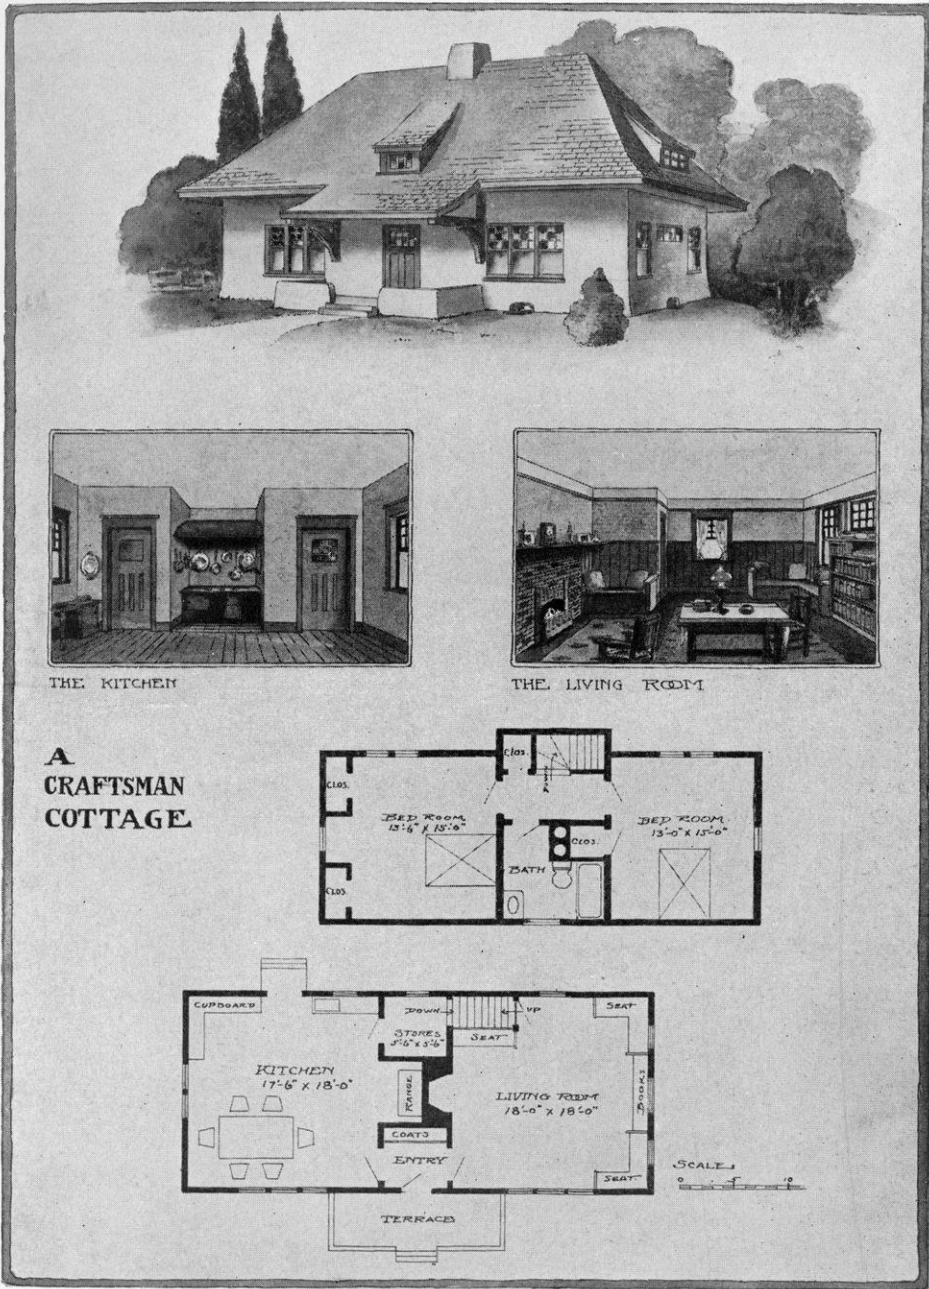 THE KITCHEN
THE LIVING ROOM
A
CRAFTSMAN
COTTAGE
CLOS.
CLOS.
BED ROOM
13'-6" X 15'-0"
BED ROOM
13'-0" X 15'-0"
CLOS.
BATH
CLOS.
CUPBOARD
DOWN
UP
SEAT
STORES
5'-6" X 5'-6"
SEAT
KITCHEN
17'-6" X 18'-0"
RANGE
LIVING ROOM
18'-0" X 18'-0"
BOOKS
COATS
ENTRY
SEAT
SCALE
0 5 10
TERRACE